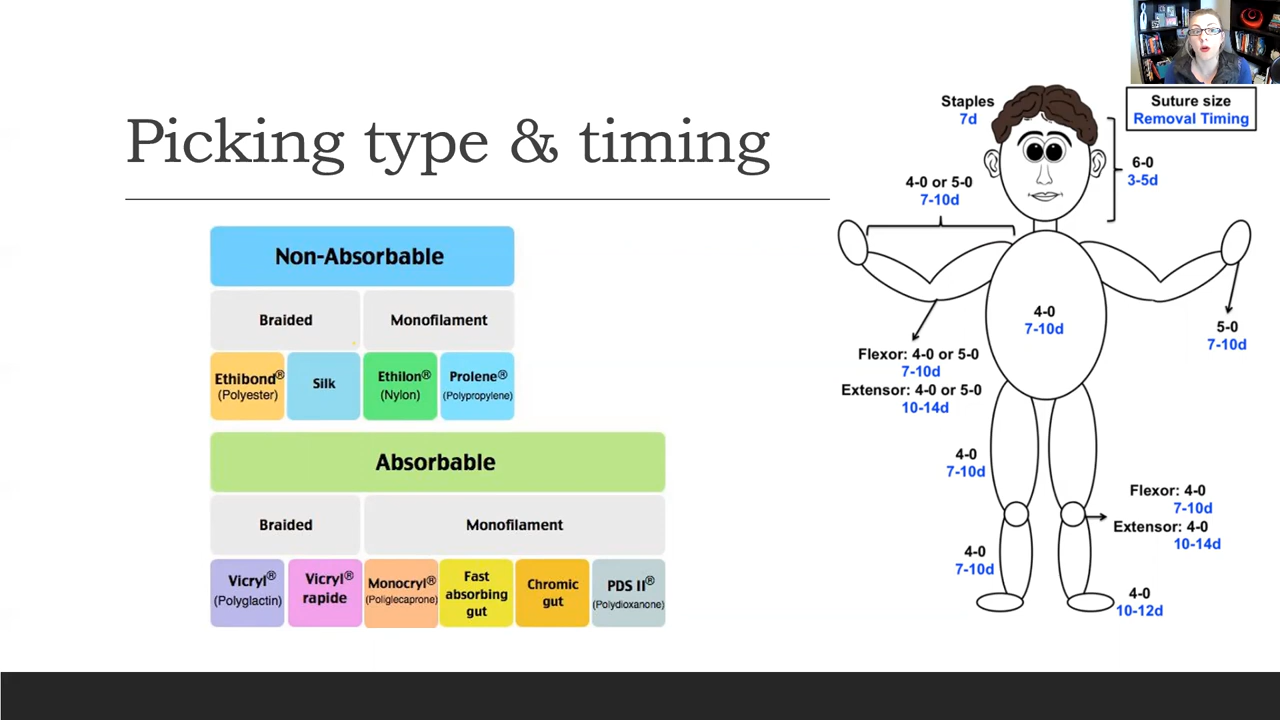 Picking type & timing
Non-Absorbable
Braided
Monofilament
Ethibond®
(Polyester)
Silk
Ethilon®
(Nylon)
Prolene®
(Polypropylene)
Absorbable
Braided
Monofilament
Vicryl®
(Polyglactin)
Vicryl®
rapide
Monocryl®
(Poliglecaprone)
Fast
absorbing
gut
Chromic
gut
PDS II®
(Polydioxanone)
Staples
7d
Suture size
Removal Timing
6-0
3-5d
4-0 or 5-0
7-10d
4-0
7-10d
5-0
7-10d
Flexor: 4-0 or 5-0
7-10d
Extensor: 4-0 or 5-0
10-14d
4-0
7-10d
Flexor: 4-0
7-10d
Extensor: 4-0
10-14d
4-0
7-10d
4-0
10-12d